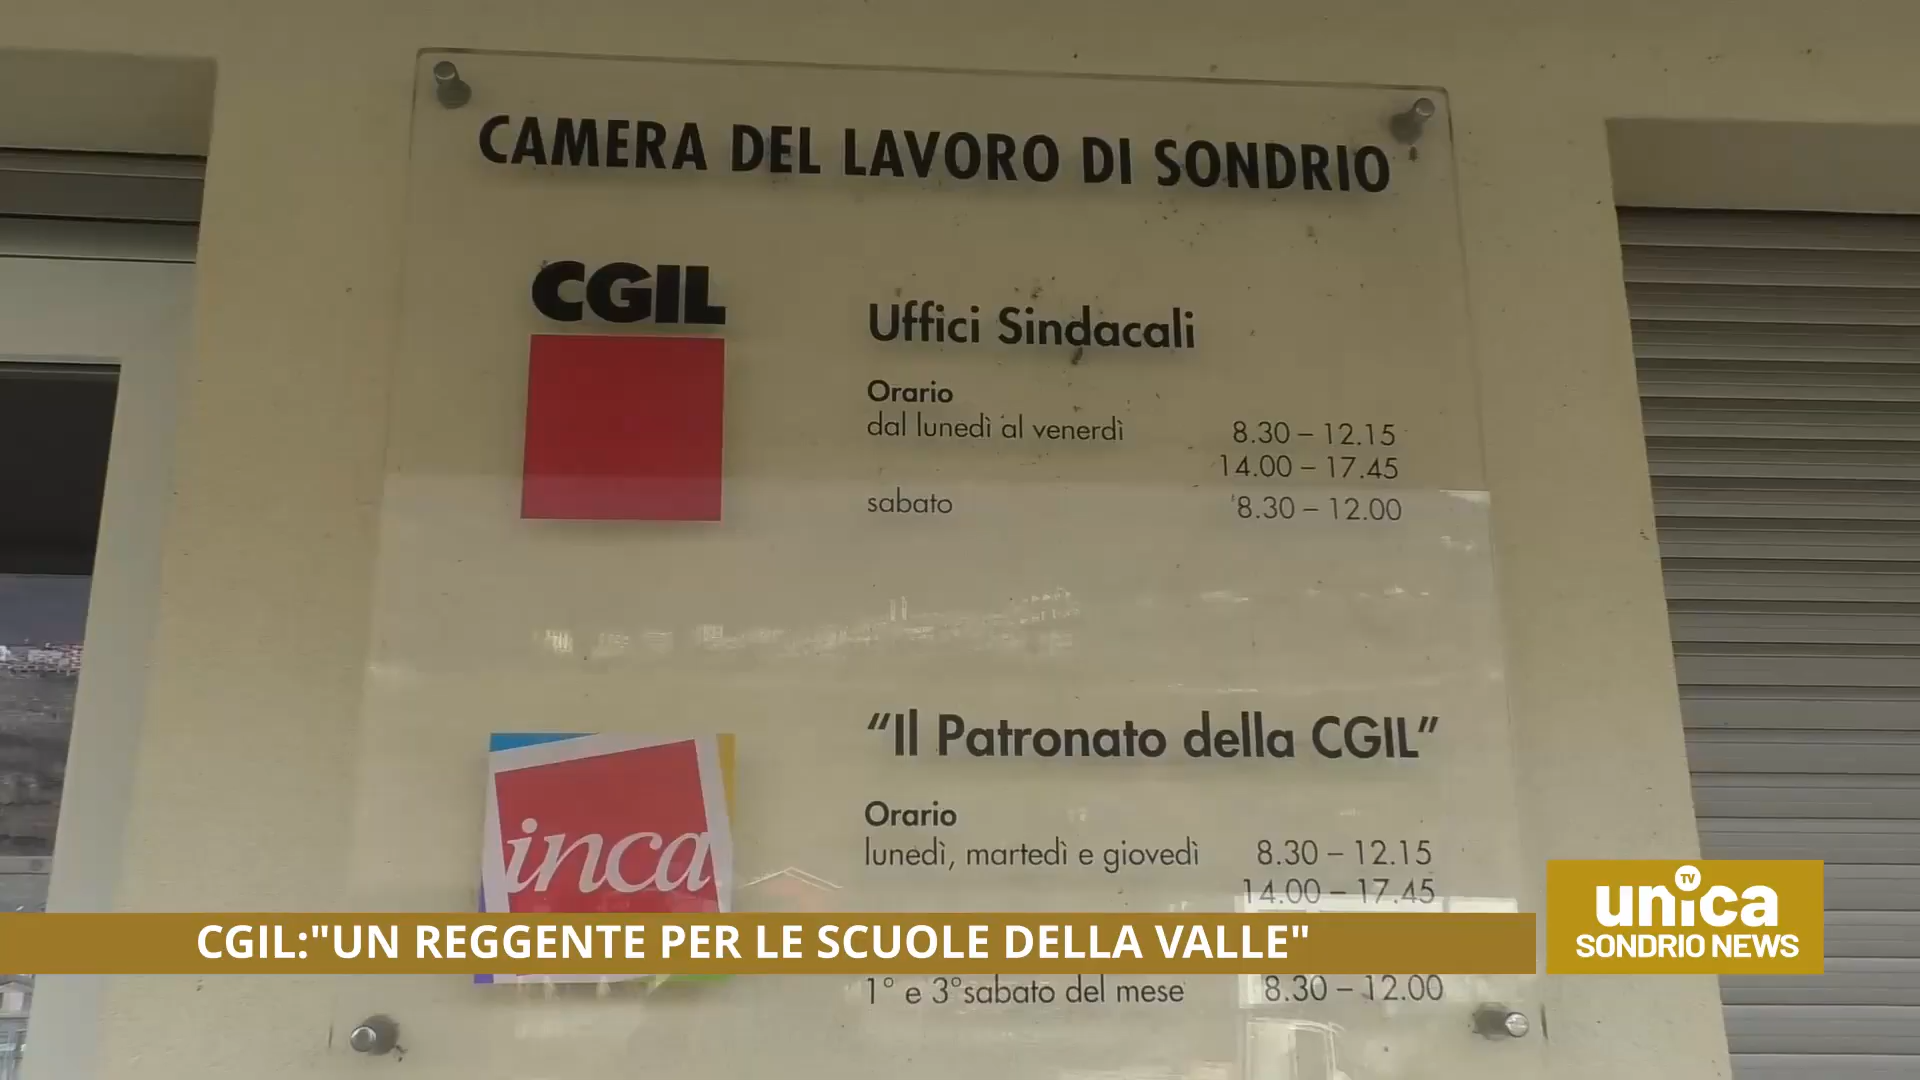 CAMERA DEL LAVORO DI SONDRIO
CGIL
Uffici Sindacali
Orario
dal lunedì al venerdì 8.30 – 12.15
14.00 – 17.45
sabato 8.30 – 12.00
"Il Patronato della CGIL"
inca
Orario
lunedì, martedì e giovedì 8.30 – 12.15
14.00 – 17.45
1° e 3°sabato del mese 8.30 – 12.00
CGIL:"UN REGGENTE PER LE SCUOLE DELLA VALLE"
unica TV
SONDRIO NEWS